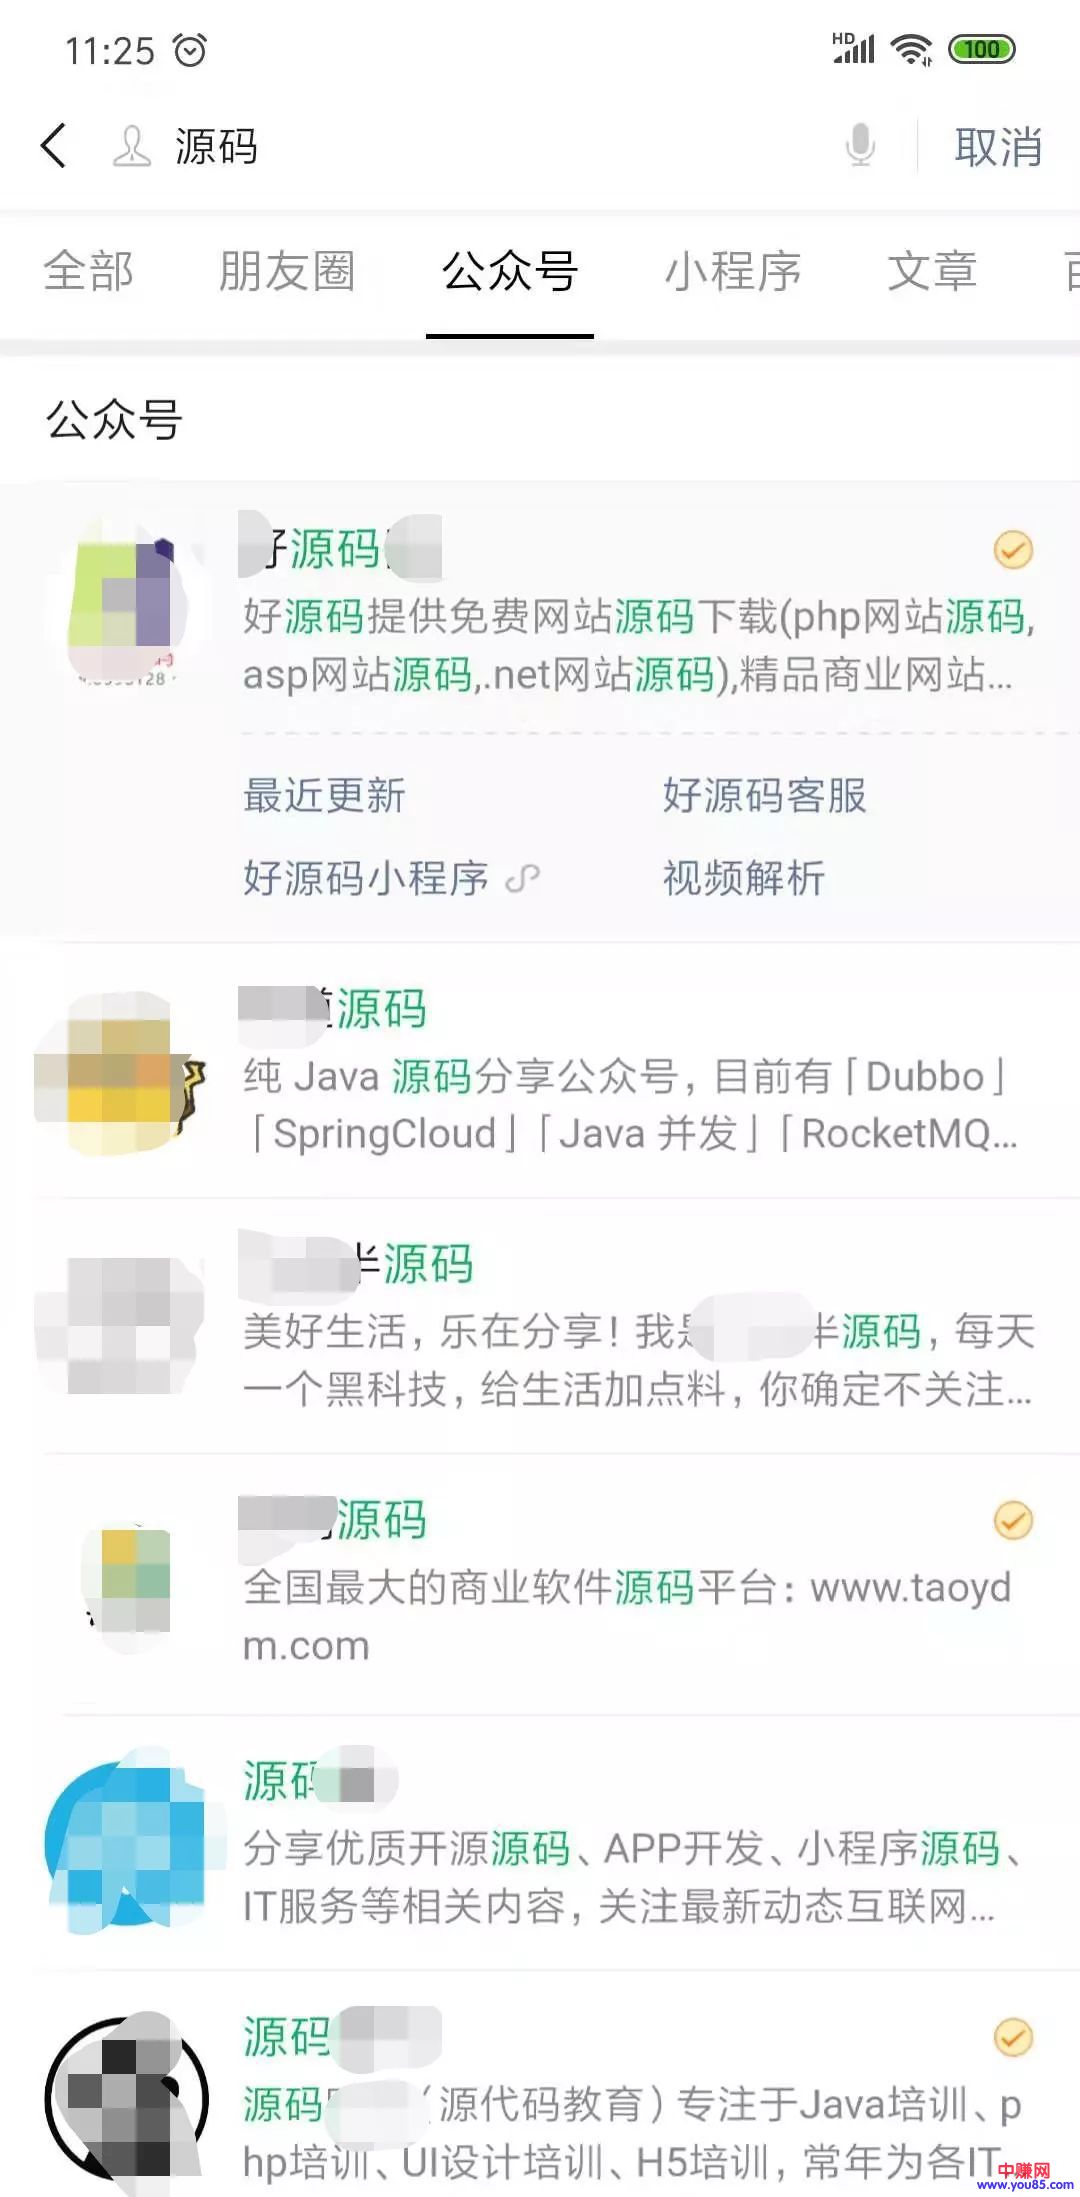 11:25
HD
100
源码
取消
全部
朋友圈
公众号
小程序
文章
公众号
好源码
好源码提供免费网站源码下载(php网站源码,
asp网站源码,.net网站源码),精品商业网站...
最近更新
好源码客服
好源码小程序
视频解析
源码
纯 Java 源码分享公众号，目前有「Dubbo」
「SpringCloud」「Java 并发」「RocketMQ...
半源码
美好生活，乐在分享！我是半源码，每天
一个黑科技，给生活加点料，你确定不关注...
源码
全国最大的商业软件源码平台：www.taoyd
m.com
源码
分享优质开源源码、APP开发、小程序源码、
IT服务等相关内容，关注最新动态互联网...
源码
源码（源代码教育）专注于Java培训、p
hp培训、UI设计培训、H5培训，常年为各IT...
中赚网
www.you85.com